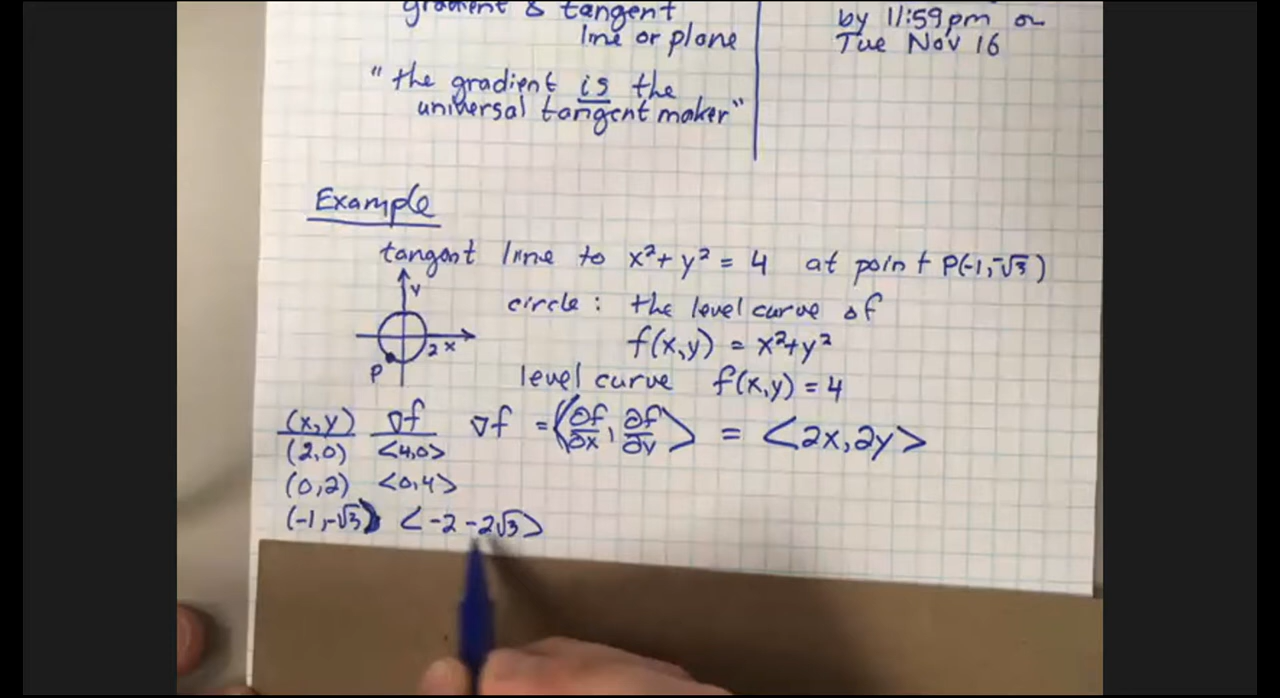 gradient & tangent
line or plane
"the gradient is the
universal tangent maker"
by 11:59pm on
Tue Nov 16
Example
tangent line to x²+y² = 4 at point P(-1,-√3)
y
2 x
P
circle: the level curve of
f(x,y) = x²+y²
level curve f(x,y) = 4
(x,y) ∇f
(2,0) <4,0>
(0,2) <0,4>
(-1,-√3) <-2 -2√3>
∇f = <∂f/∂x, ∂f/∂y> = <2x,2y>